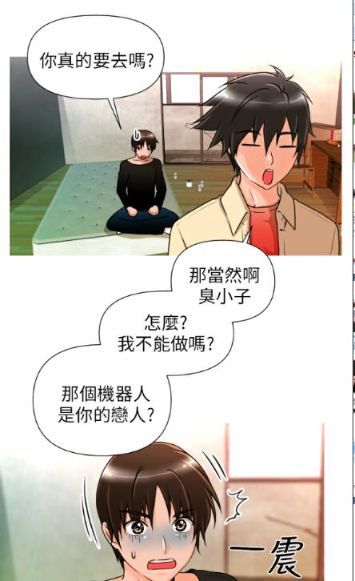 你真的要去嗎?
那當然啊
臭小子
怎麼?
我不能做嗎?
那個機器人
是你的戀人?
一震